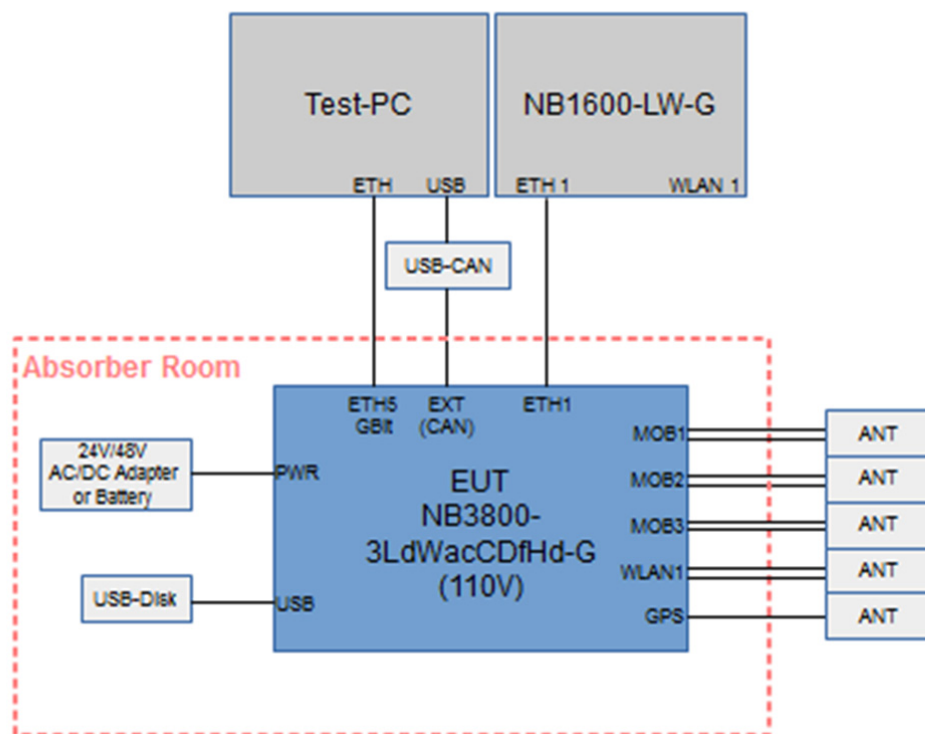 Test-PC
NB1600-LW-G
ETH
USB
ETH 1
WLAN 1
USB-CAN
Absorber Room
ETH5
GBit
EXT
(CAN)
ETH1
24V/48V
AC/DC Adapter
or Battery
PWR
USB-Disk
USB
EUT
NB3800-
3LdWacCDfHd-G
(110V)
MOB1
ANT
MOB2
ANT
MOB3
ANT
WLAN1
ANT
GPS
ANT